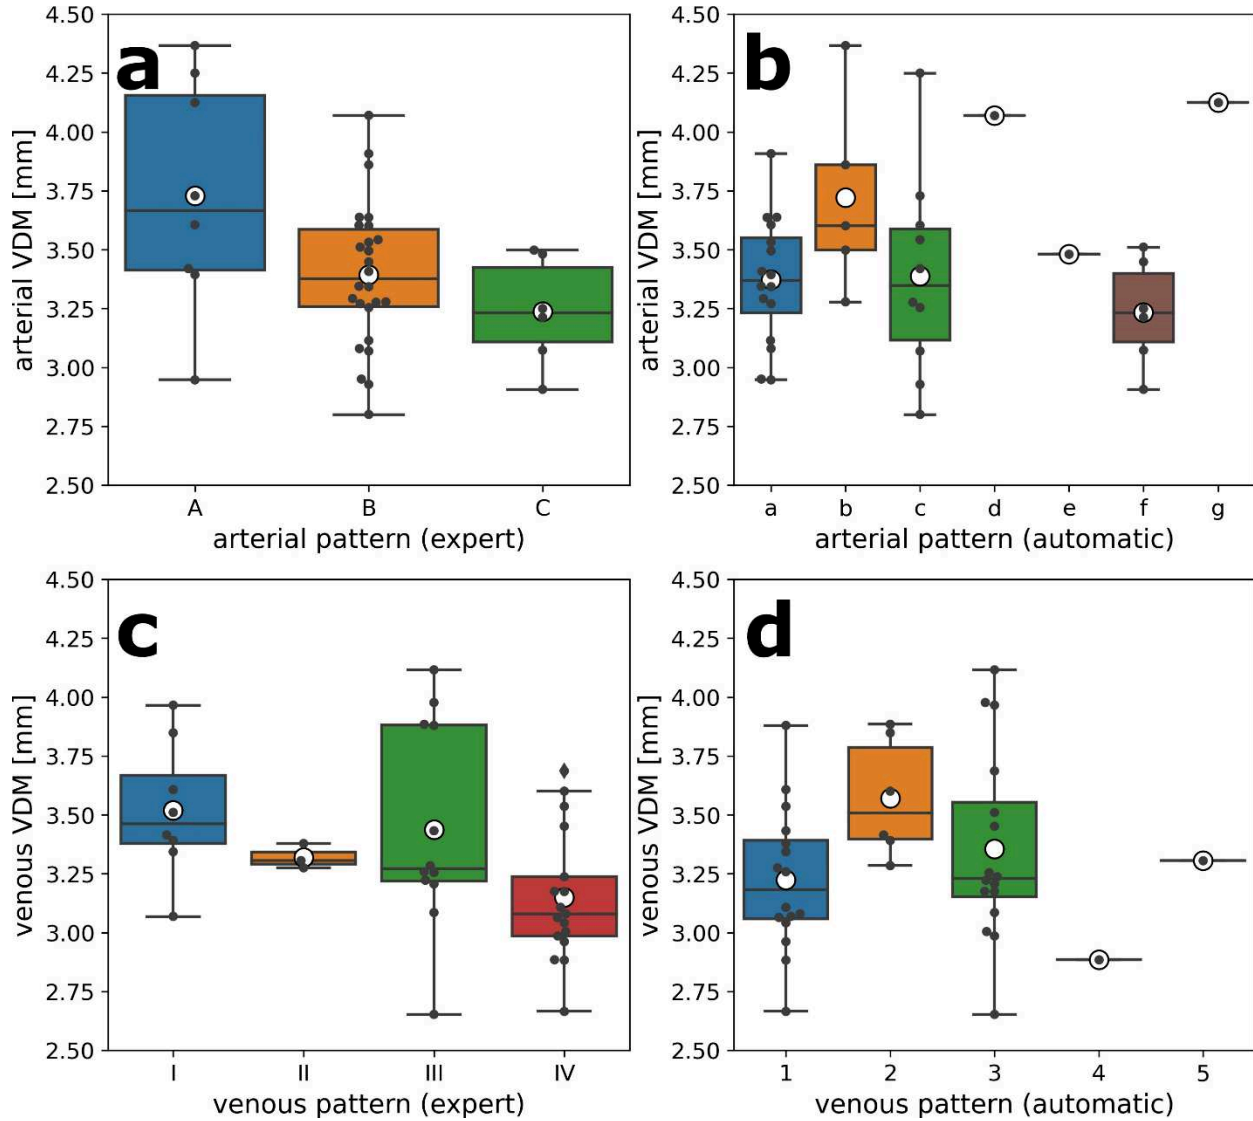 a
4.50
4.25
4.00
3.75
3.50
3.25
3.00
2.75
2.50
arterial VDM [mm]
A B C
arterial pattern (expert)
b
4.50
4.25
4.00
3.75
3.50
3.25
3.00
2.75
2.50
arterial VDM [mm]
a b c d e f g
arterial pattern (automatic)
c
4.50
4.25
4.00
3.75
3.50
3.25
3.00
2.75
2.50
venous VDM [mm]
I II III IV
venous pattern (expert)
d
4.50
4.25
4.00
3.75
3.50
3.25
3.00
2.75
2.50
venous VDM [mm]
1 2 3 4 5
venous pattern (automatic)